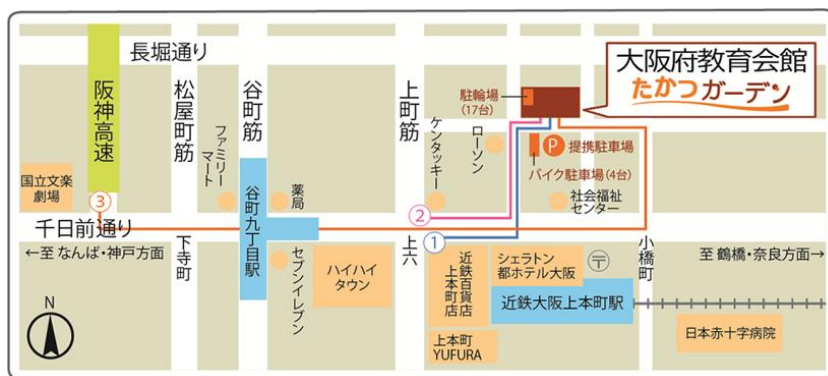 長堀通り
大阪府教育会館
たかつガーデン
阪神高速
松屋町筋
谷町筋
上町筋
駐輪場
(17台)
ファミリー
マート
ケンタッキー
ローソン
P 提携駐車場
バイク駐車場(4台)
国立文楽
劇場
谷町九丁目駅
薬局
社会福祉
センター
3
2
1
千日前通り
←至 なんば・神戸方面
下寺町
セブンイレブン
ハイハイ
タウン
上六
近鉄百貨店
上本町店
シェラトン
都ホテル大阪
〒
小橋町
至 鶴橋・奈良方面→
近鉄大阪上本町駅
上本町
YUFURA
日本赤十字病院
N